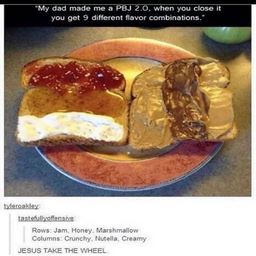 "My dad made me a PBJ 2.0, when you close it
you get 9 different flavor combinations."
tyleroakley:
tastefullyoffensive:
Rows: Jam, Honey, Marshmallow
Columns: Crunchy, Nutella, Creamy
JESUS TAKE THE WHEEL